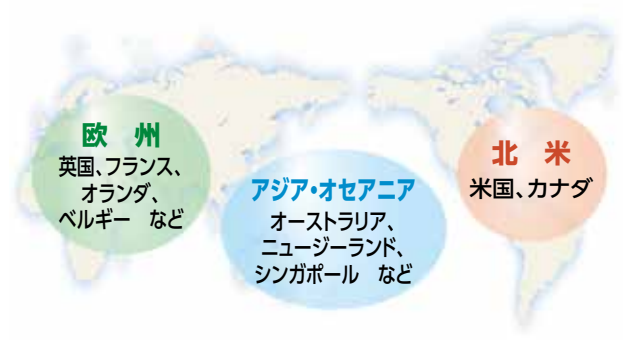 欧　州
英国、フランス、
オランダ、
ベルギー　など
アジア・オセアニア
オーストラリア、
ニュージーランド、
シンガポール　など
北　米
米国、カナダ